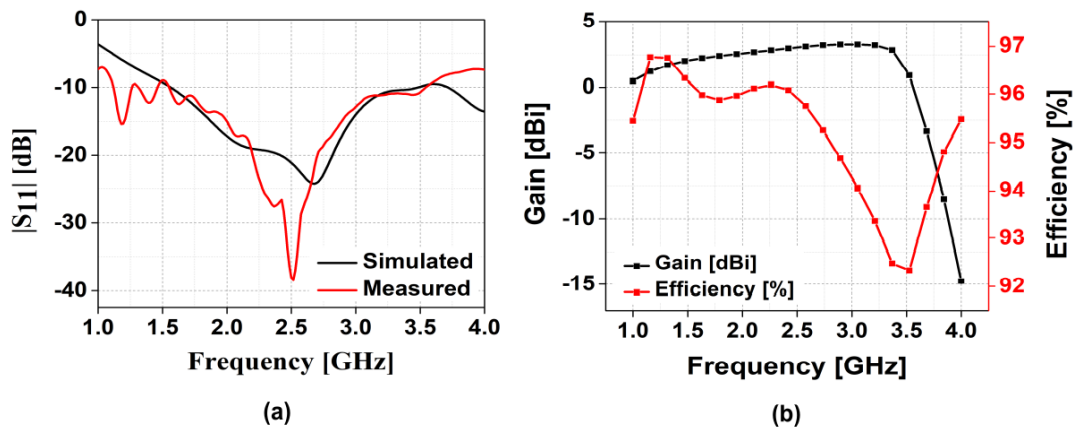 0
-10
-20
-30
-40
|S11| [dB]
Simulated
Measured
1.0 1.5 2.0 2.5 3.0 3.5 4.0
Frequency [GHz]
(a)
5
0
-5
-10
-15
Gain [dBi]
Gain [dBi]
Efficiency [%]
97
96
95
94
93
92
Efficiency [%]
1.0 1.5 2.0 2.5 3.0 3.5 4.0
Frequency [GHz]
(b)